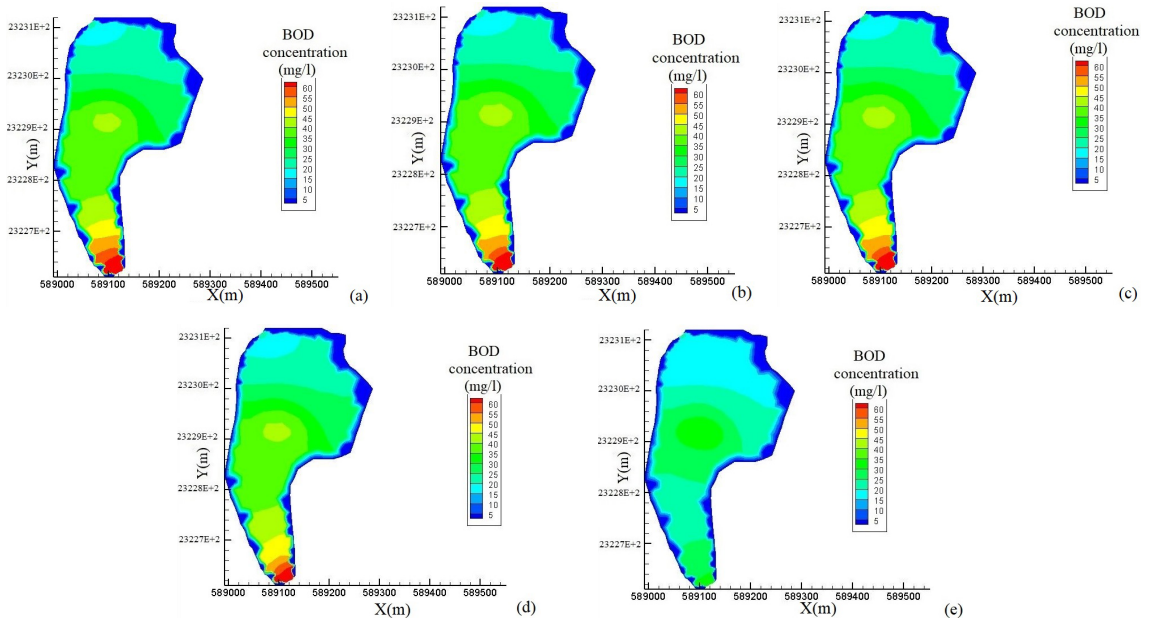 23231E+2
23230E+2
23229E+2
23228E+2
23227E+2
Y(m)
589000 589100 589200 589300 589400 589500
X(m)
BOD
concentration
(mg/l)
60
55
50
45
40
35
30
25
20
15
10
5
(a)
23231E+2
23230E+2
23229E+2
23228E+2
23227E+2
Y(m)
589000 589100 589200 589300 589400 589500
X(m)
BOD
concentration
(mg/l)
60
55
50
45
40
35
30
25
20
15
10
5
(b)
23231E+2
23230E+2
23229E+2
23228E+2
23227E+2
Y(m)
589000 589100 589200 589300 589400 589500
X(m)
BOD
concentration
(mg/l)
60
55
50
45
40
35
30
25
20
15
10
5
(c)
23231E+2
23230E+2
23229E+2
23228E+2
23227E+2
Y(m)
589000 589100 589200 589300 589400 589500
X(m)
BOD
concentration
(mg/l)
60
55
50
45
40
35
30
25
20
15
10
5
(d)
23231E+2
23230E+2
23229E+2
23228E+2
23227E+2
Y(m)
589000 589100 589200 589300 589400 589500
X(m)
BOD
concentration
(mg/l)
60
55
50
45
40
35
30
25
20
15
10
5
(e)